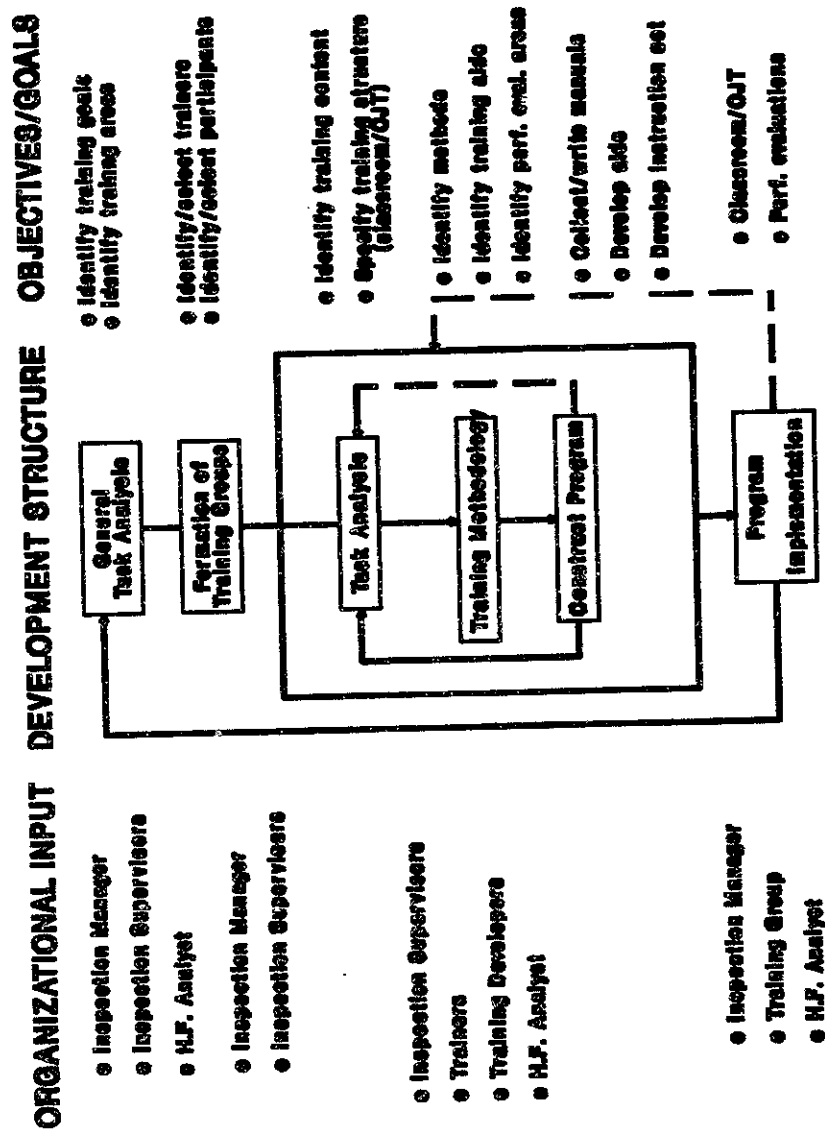 ORGANIZATIONAL INPUT
DEVELOPMENT STRUCTURE
OBJECTIVES/GOALS
● Inspection Manager
● Inspection Supervisors
● H.F. Analyst
● Inspection Manager
● Inspection Supervisors
● Inspection Supervisors
● Trainers
● Training Developers
● H.F. Analyst
● Inspection Manager
● Training Group
● H.F. Analyst
General
Task Analysis
Formation of
Training Groups
Task Analysis
Training Methodology
Construct Program
Program
Implementation
● Identify training goals
● Identify training areas
● Identify/select trainers
● Identify/select participants
● Identify training content
● Specify training structure
(classroom/OJT)
● Identify methods
● Identify training aids
● Identify perf. eval. areas
● Collect/write manuals
● Develop aids
● Develop instruction set
● Classroom/OJT
● Perf. evaluations